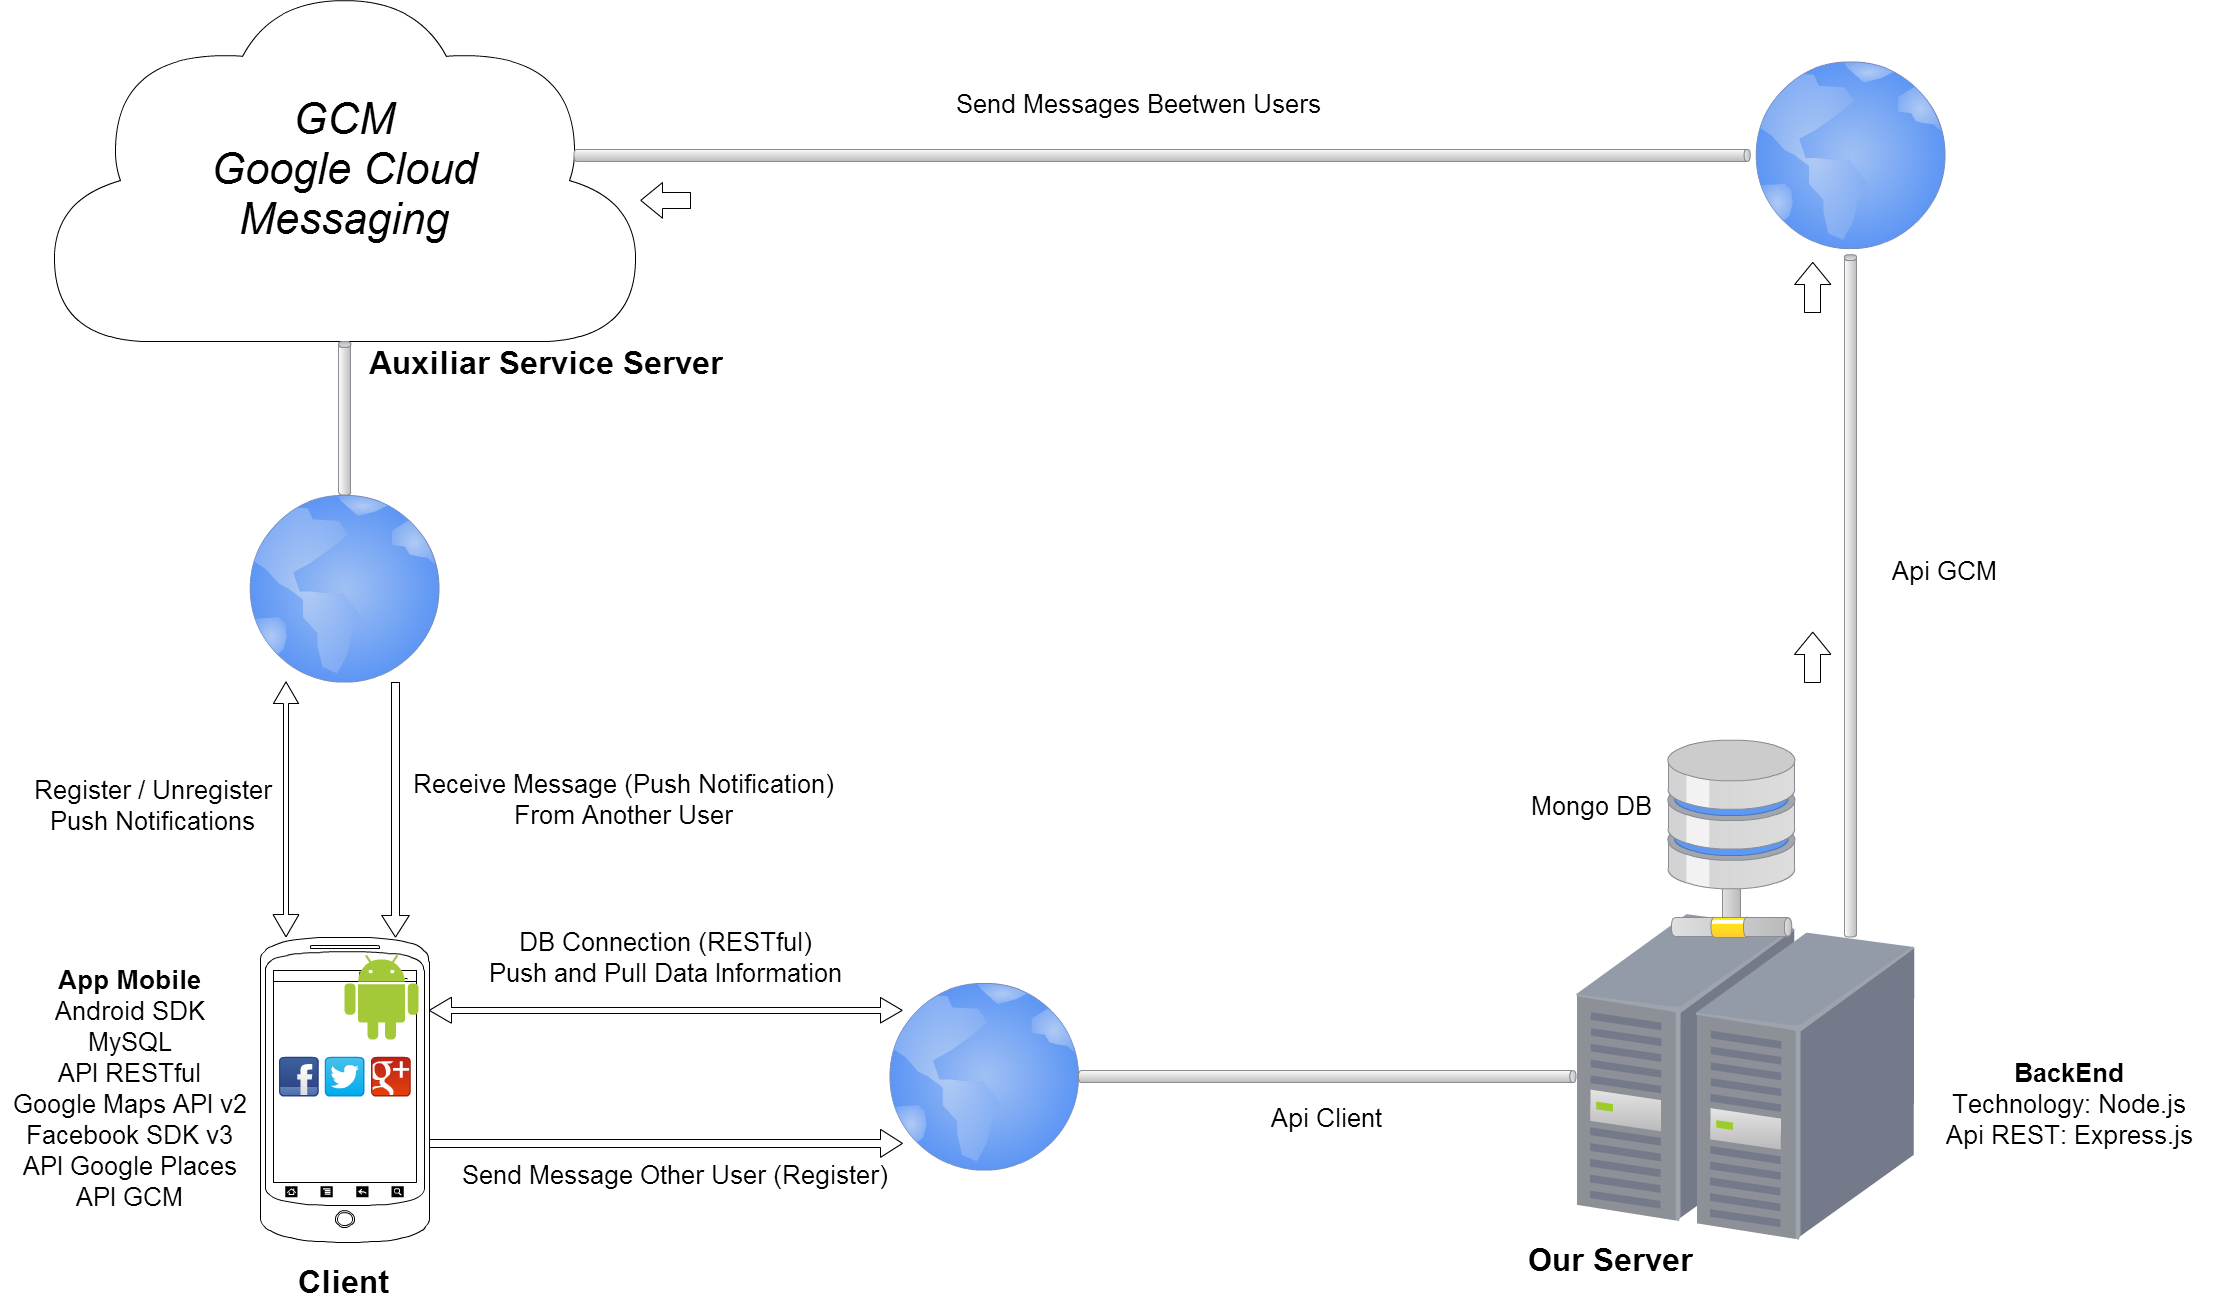 GCM
Google Cloud
Messaging
Send Messages Beetwen Users
Auxiliar Service Server
Api GCM
Register / Unregister
Push Notifications
Receive Message (Push Notification)
From Another User
Mongo DB
DB Connection (RESTful)
Push and Pull Data Information
App Mobile
Android SDK
MySQL
API RESTful
Google Maps API v2
Facebook SDK v3
API Google Places
API GCM
f
g+
Send Message Other User (Register)
Api Client
BackEnd
Technology: Node.js
Api REST: Express.js
Our Server
Client